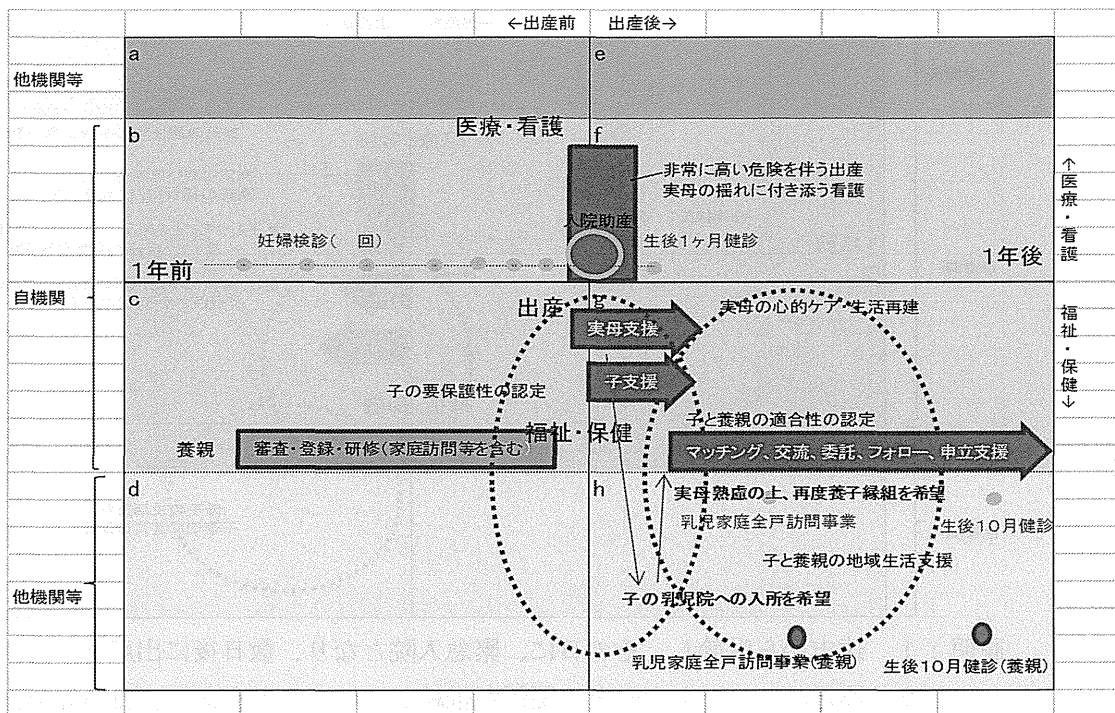 ←出産前 出産後→
a
e
他機関等
b
医療・看護
f
非常に高い危険を伴う出産
実母の揺れに付き添う看護
入院助産
妊婦検診( 回)
生後1ヶ月健診
1年前
1年後
↑医療・看護
自機関
福祉・保健↓
c
出産
g
実母の心的ケア・生活再建
実母支援
子支援
子の要保護性の認定
子と養親の適合性の認定
福祉・保健
養親
審査・登録・研修(家庭訪問等を含む)
マッチング、交流、委託、フォロー、申立支援
d
h
実母熟慮の上、再度養子縁組を希望
乳児家庭全戸訪問事業
生後10月健診
子と養親の地域生活支援
他機関等
子の乳児院への入所を希望
乳児家庭全戸訪問事業(養親)
生後10月健診(養親)